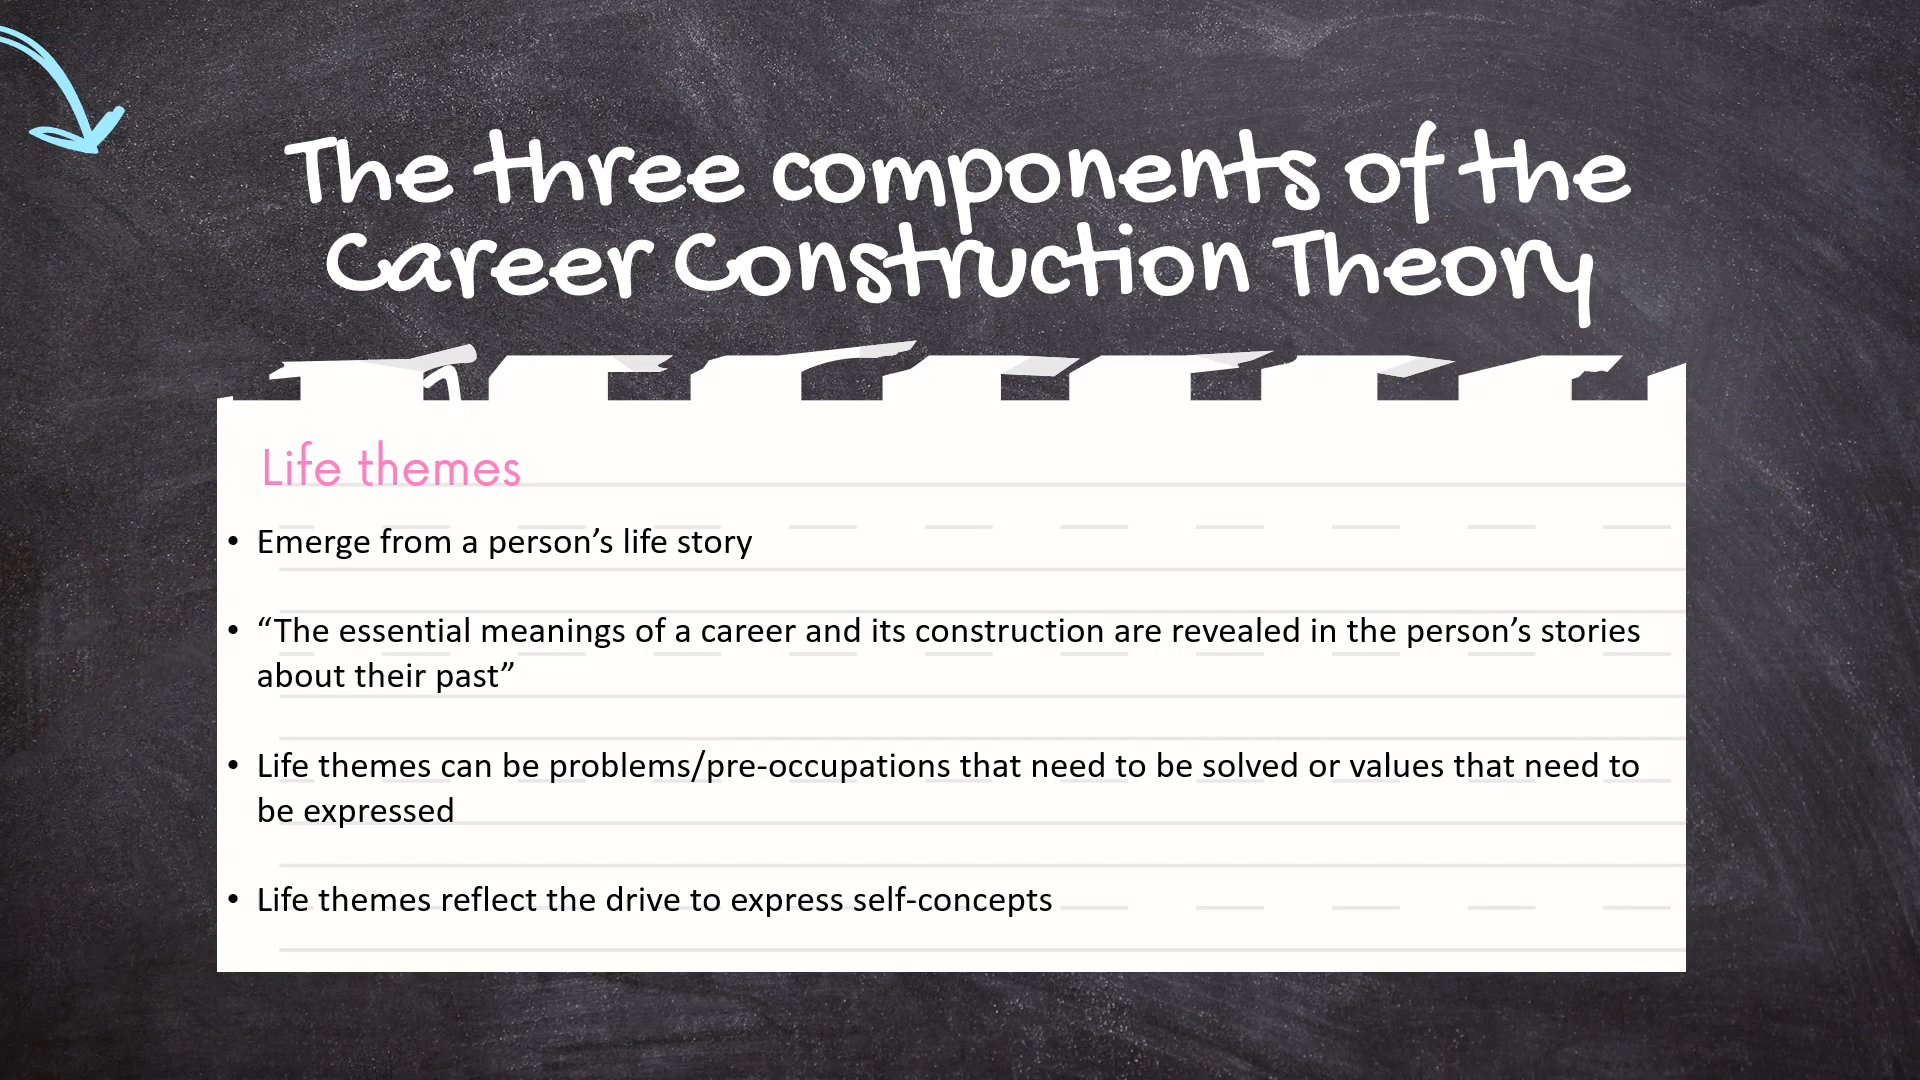 The three components of the
Career Construction Theory
Life themes
• Emerge from a person’s life story
• “The essential meanings of a career and its construction are revealed in the person’s stories
about their past”
• Life themes can be problems/pre-occupations that need to be solved or values that need to
be expressed
• Life themes reflect the drive to express self-concepts